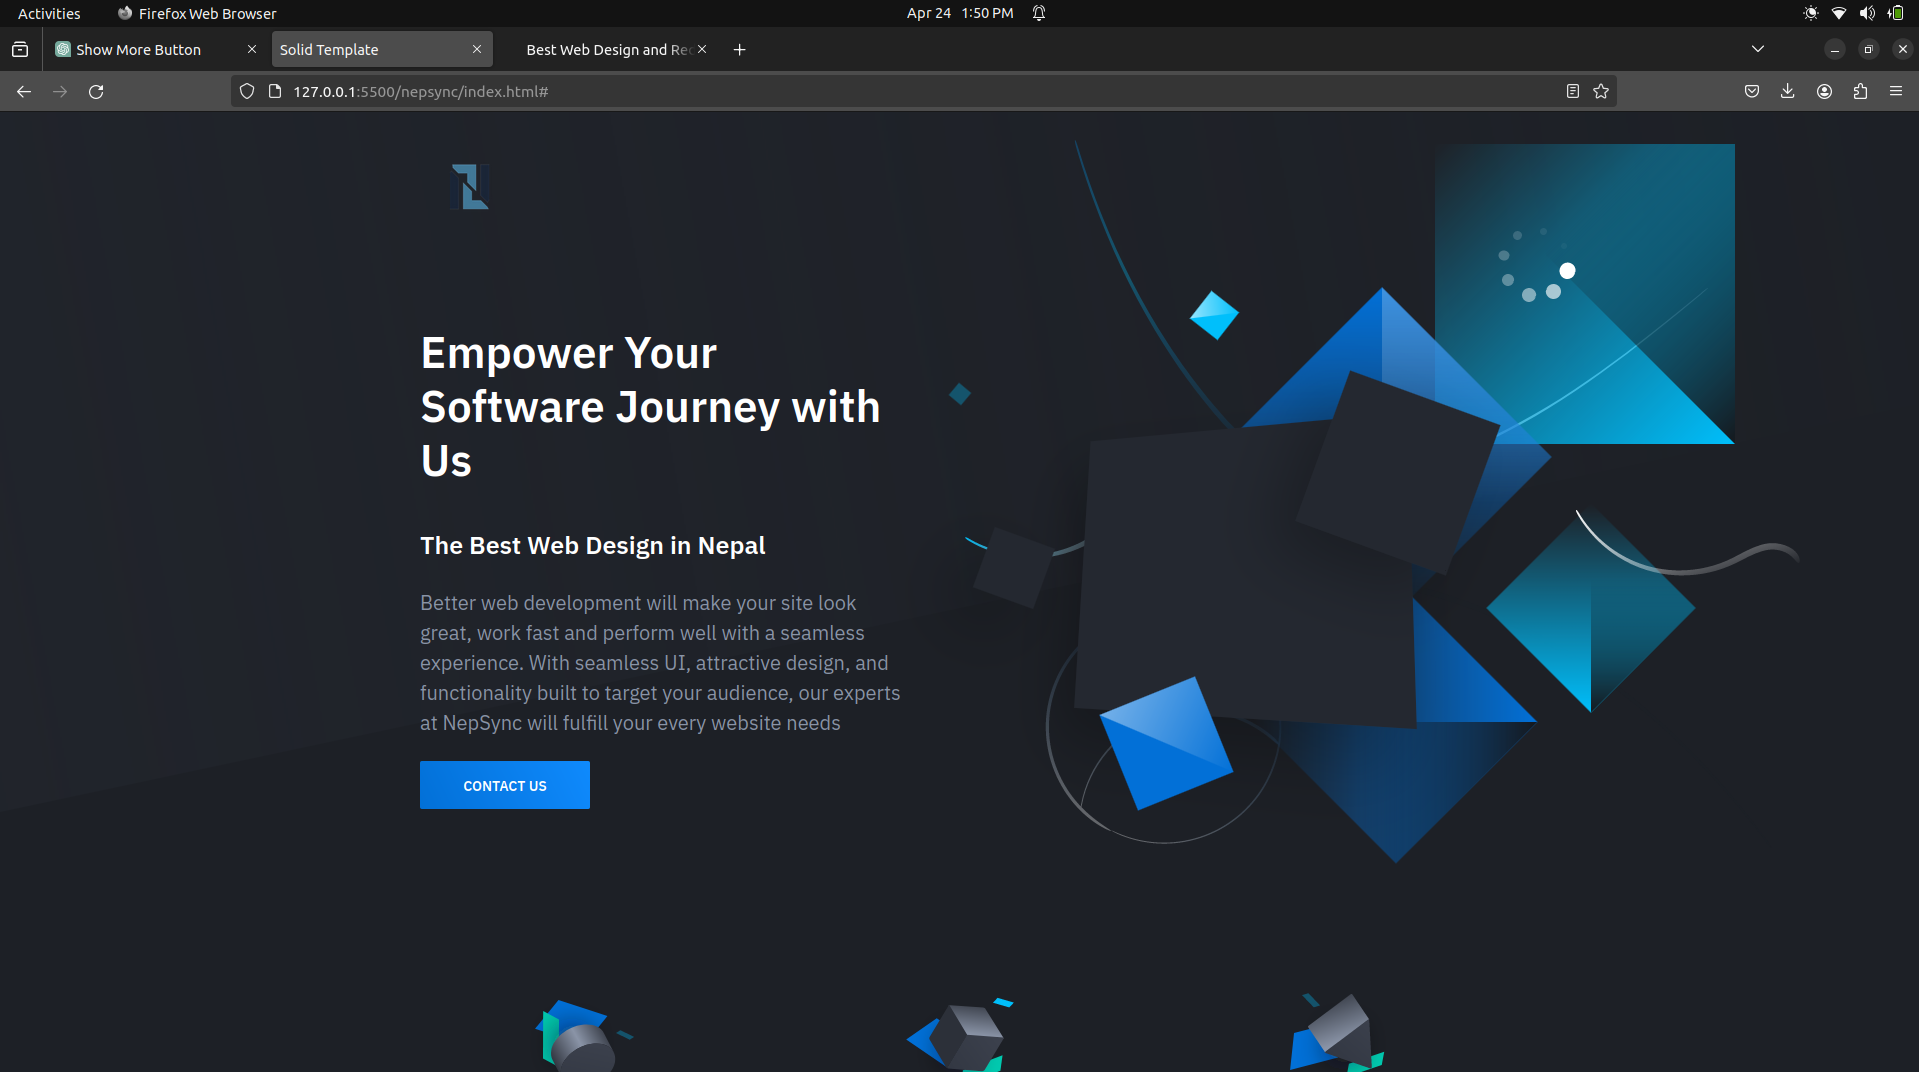 Activities
Firefox Web Browser
Apr 24 1:50 PM
Show More Button
Solid Template
Best Web Design and Rec
127.0.0.1:5500/nepsync/index.html#
Empower Your
Software Journey with
Us
The Best Web Design in Nepal
Better web development will make your site look
great, work fast and perform well with a seamless
experience. With seamless UI, attractive design, and
functionality built to target your audience, our experts
at NepSync will fulfill your every website needs
CONTACT US